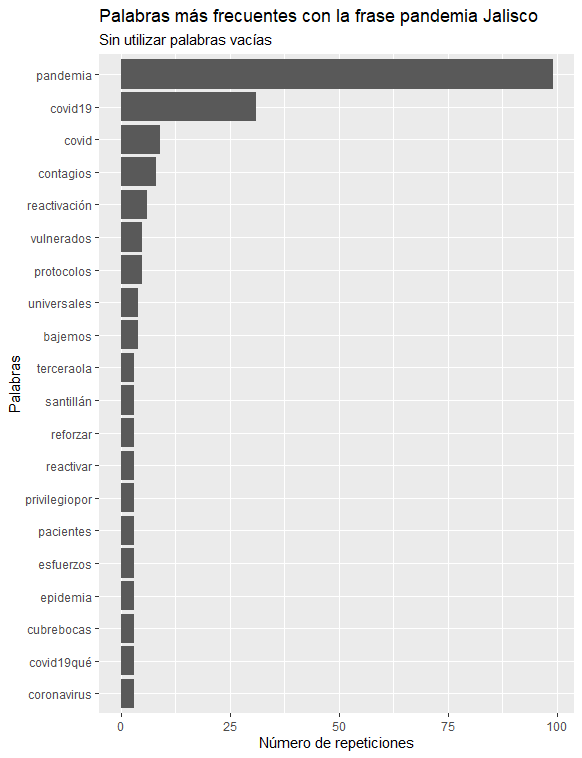 Palabras más frecuentes con la frase pandemia Jalisco
Sin utilizar palabras vacías
pandemia
covid19
covid
contagios
reactivación
vulnerados
protocolos
universales
bajemos
terceraola
santillán
reforzar
reactivar
privilegiopor
pacientes
esfuerzos
epidemia
cubrebocas
covid19qué
coronavirus
Palabras
0 25 50 75 100
Número de repeticiones